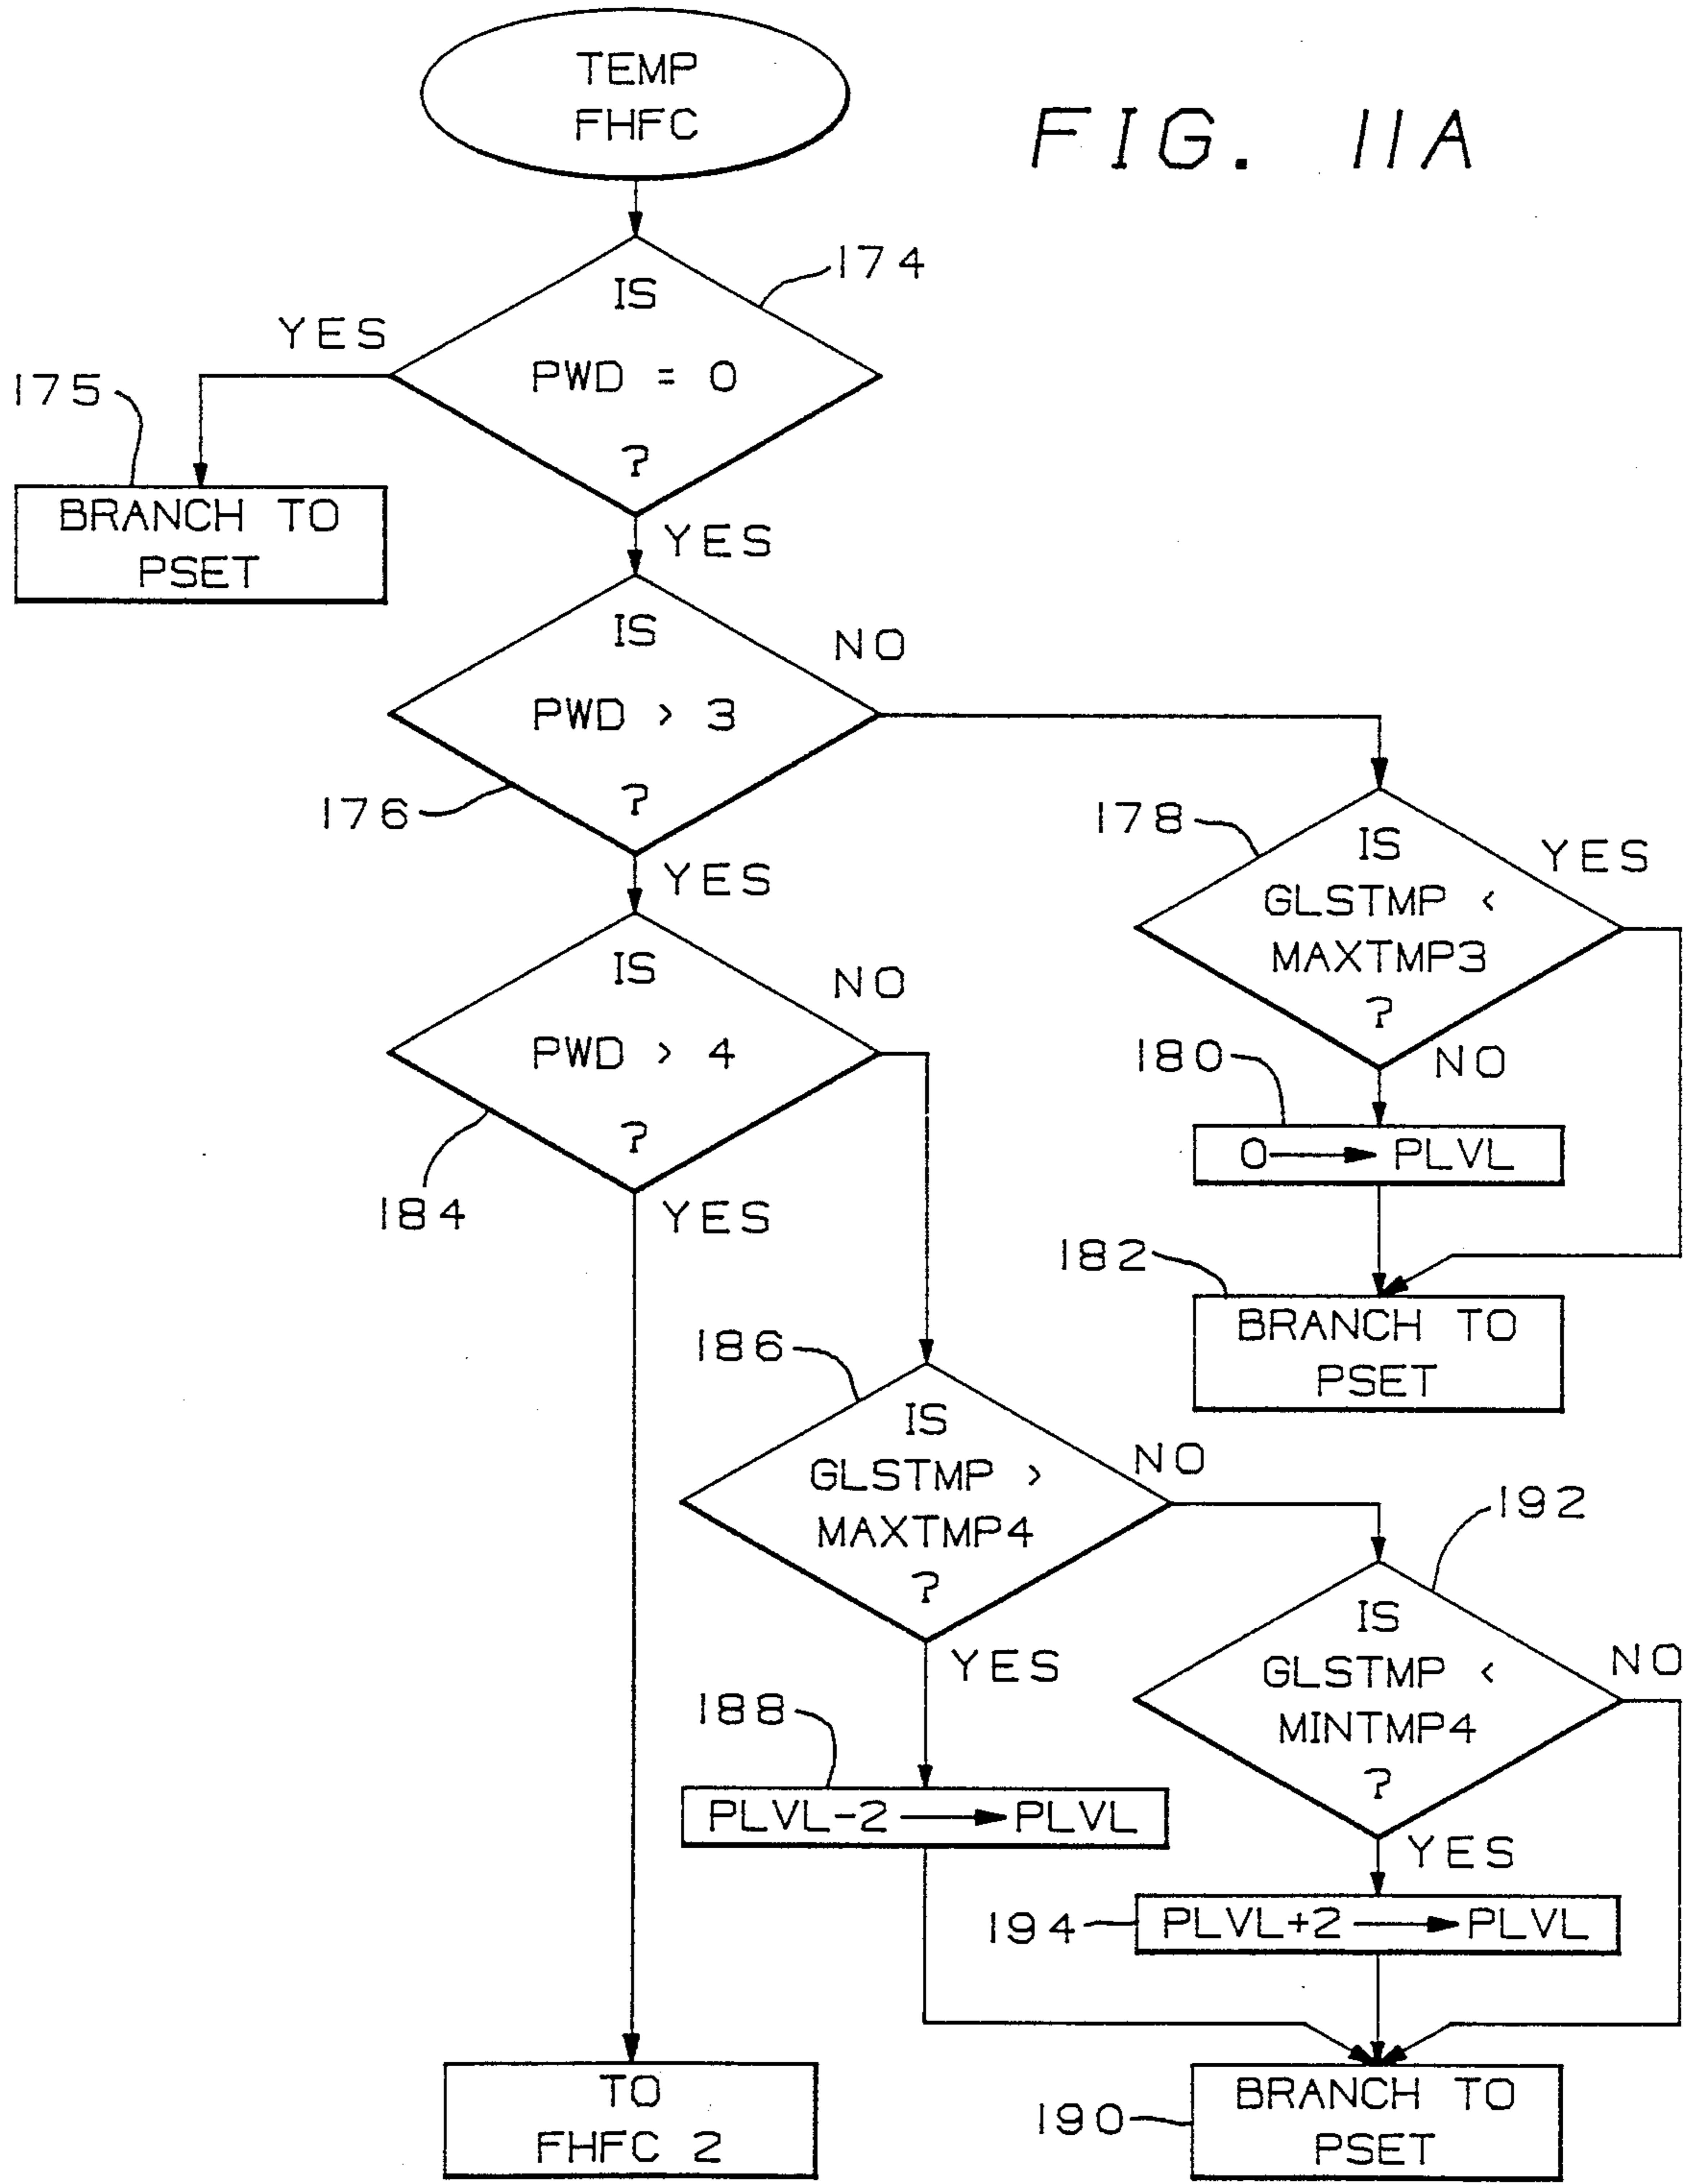 TEMP
FHFC
FIG. 11A
174
IS
PWD = 0
?
YES
175
BRANCH TO
PSET
YES
IS
PWD > 3
?
NO
176
YES
178
IS
GLSTMP <
MAXTMP3
?
YES
NO
180
0 → PLVL
182
BRANCH TO
PSET
IS
PWD > 4
?
NO
184
YES
186
IS
GLSTMP >
MAXTMP4
?
NO
YES
188
PLVL-2 → PLVL
192
IS
GLSTMP <
MINTMP4
?
NO
YES
194
PLVL+2 → PLVL
190
BRANCH TO
PSET
TO
FHFC 2